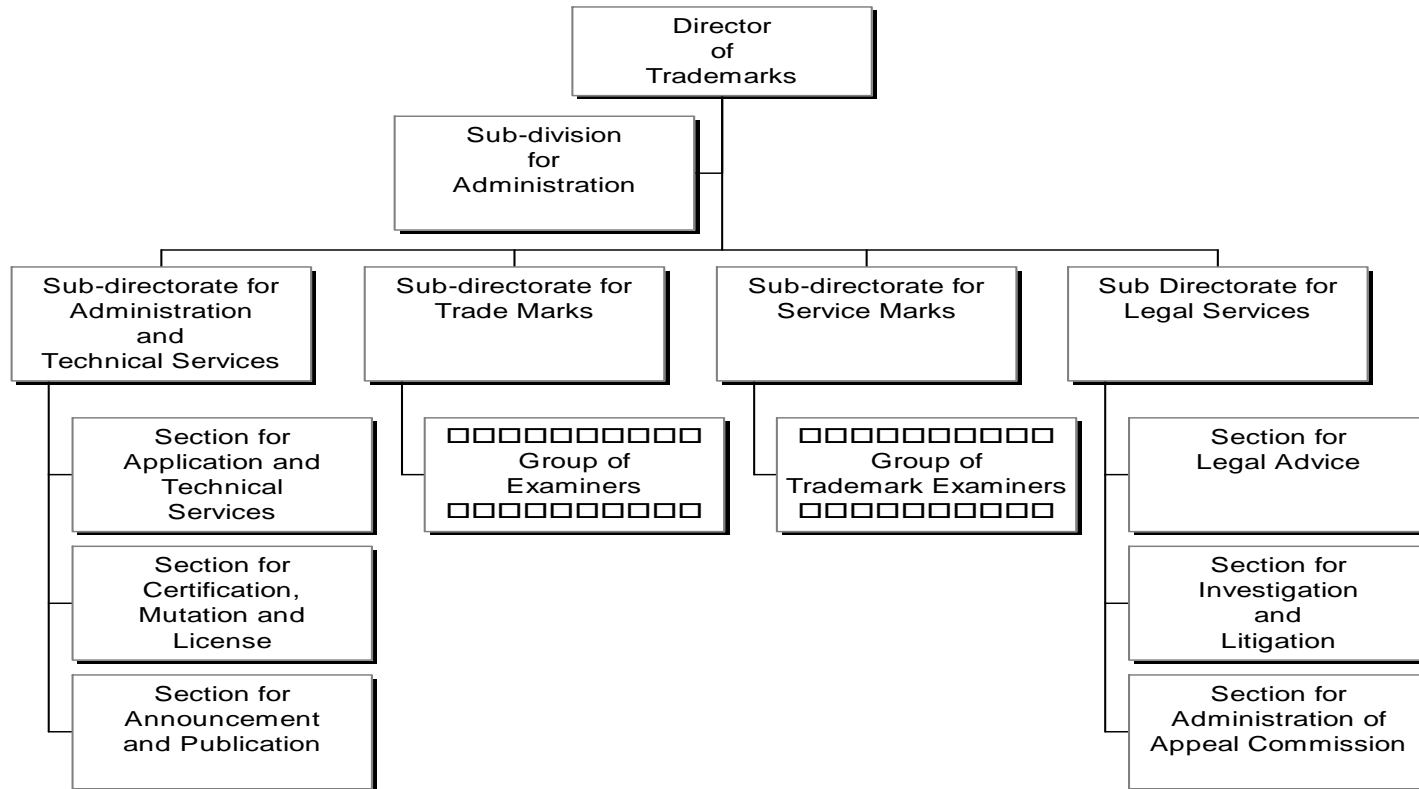 Director
of
Trademarks
Sub-division
for
Administration
Sub-directorate for
Administration
and
Technical Services
Sub-directorate for
Trade Marks
Sub-directorate for
Service Marks
Sub Directorate for
Legal Services
Section for
Application and
Technical
Services
Section for
Certification,
Mutation and
License
Section for
Announcement
and Publication
□□□□□□□□□□
Group of
Examiners
□□□□□□□□□□
□□□□□□□□□□
Group of
Trademark Examiners
□□□□□□□□□□
Section for
Legal Advice
Section for
Investigation
and
Litigation
Section for
Administration of
Appeal Commission